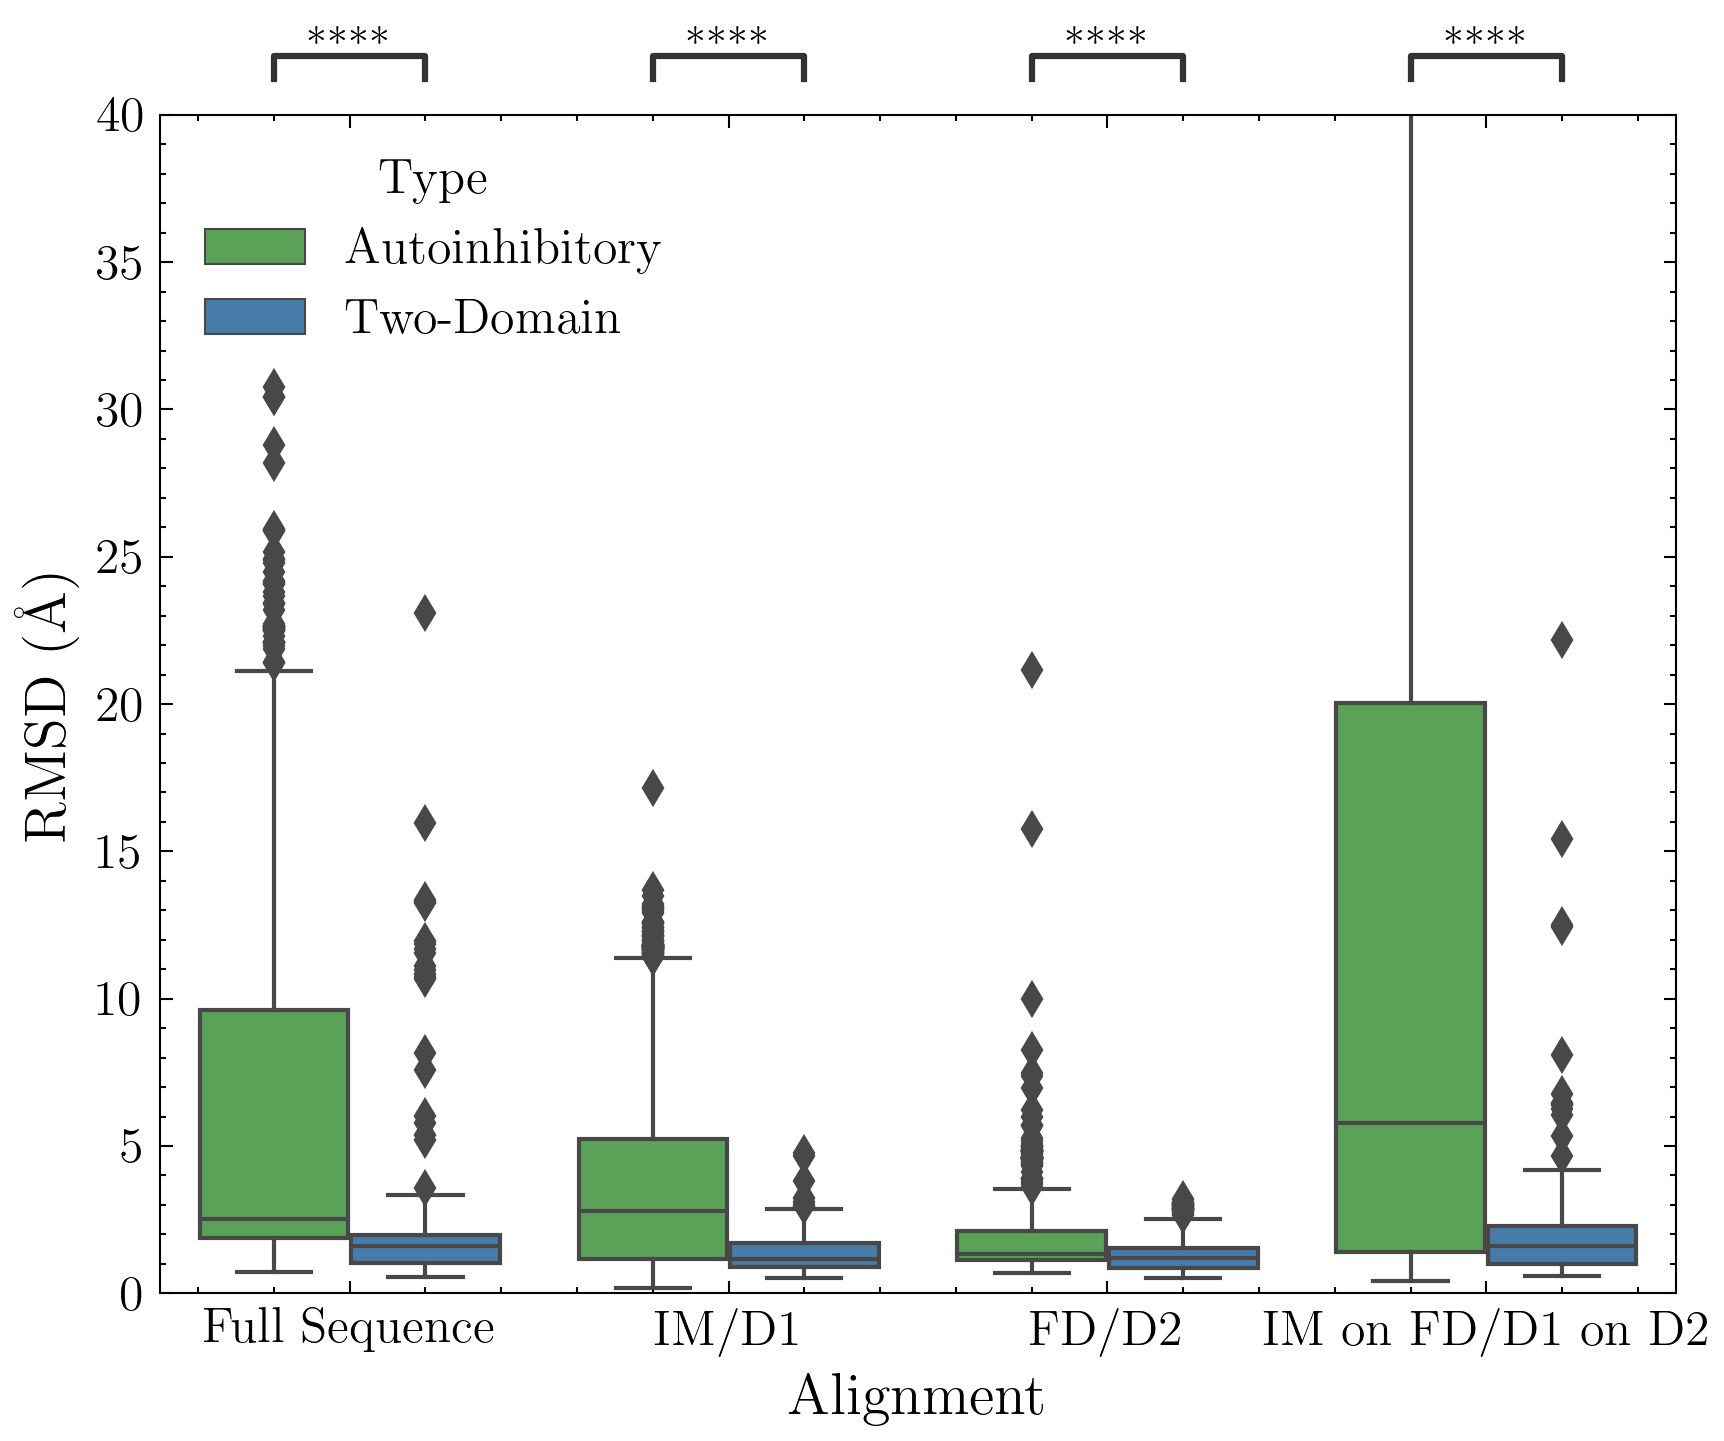 **** **** **** ****
40
35
30
25
20
15
10
5
0
RMSD (Å)
Type
Autoinhibitory
Two-Domain
Full Sequence IM/D1 FD/D2 IM on FD/D1 on D2
Alignment